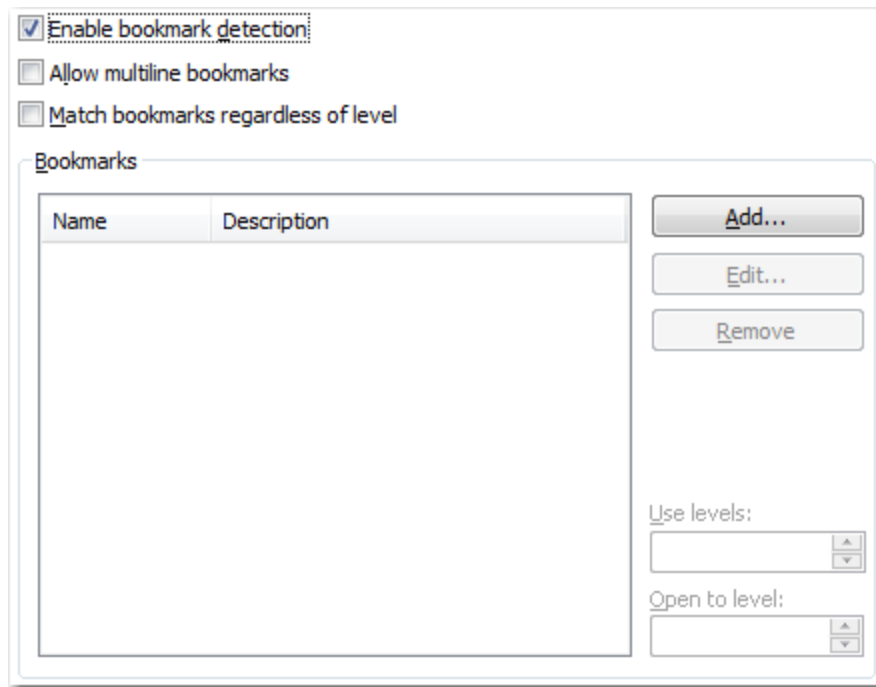 Enable bookmark detection
Allow multiline bookmarks
Match bookmarks regardless of level
Bookmarks
Name Description
Add...
Edit...
Remove
Use levels:
Open to level: